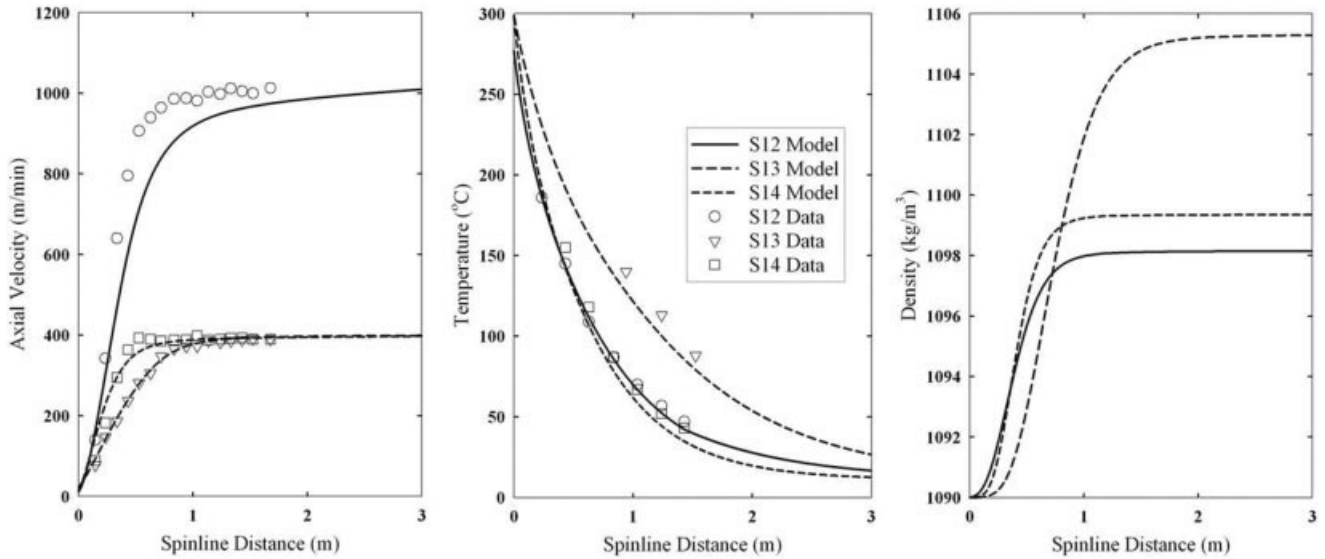 Axial Velocity (m/min)
1200
1000
800
600
400
200
0
0 1 2 3
Spinline Distance (m)
Temperature (°C)
300
250
200
150
100
50
0
0 1 2 3
Spinline Distance (m)
S12 Model
S13 Model
S14 Model
S12 Data
S13 Data
S14 Data
Density (kg/m³)
1106
1104
1102
1100
1098
1096
1094
1092
1090
0 1 2 3
Spinline Distance (m)